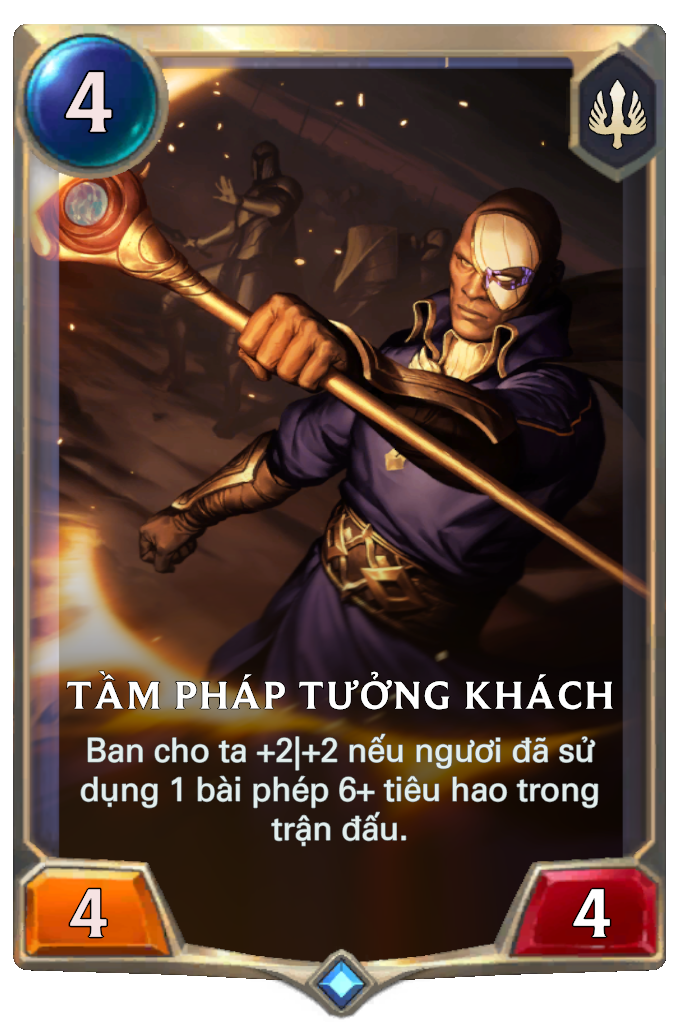 4
TẦM PHÁP TƯỞNG KHÁCH
Ban cho ta +2|+2 nếu ngươi đã sử
dụng 1 bài phép 6+ tiêu hao trong
trận đấu.
4
4